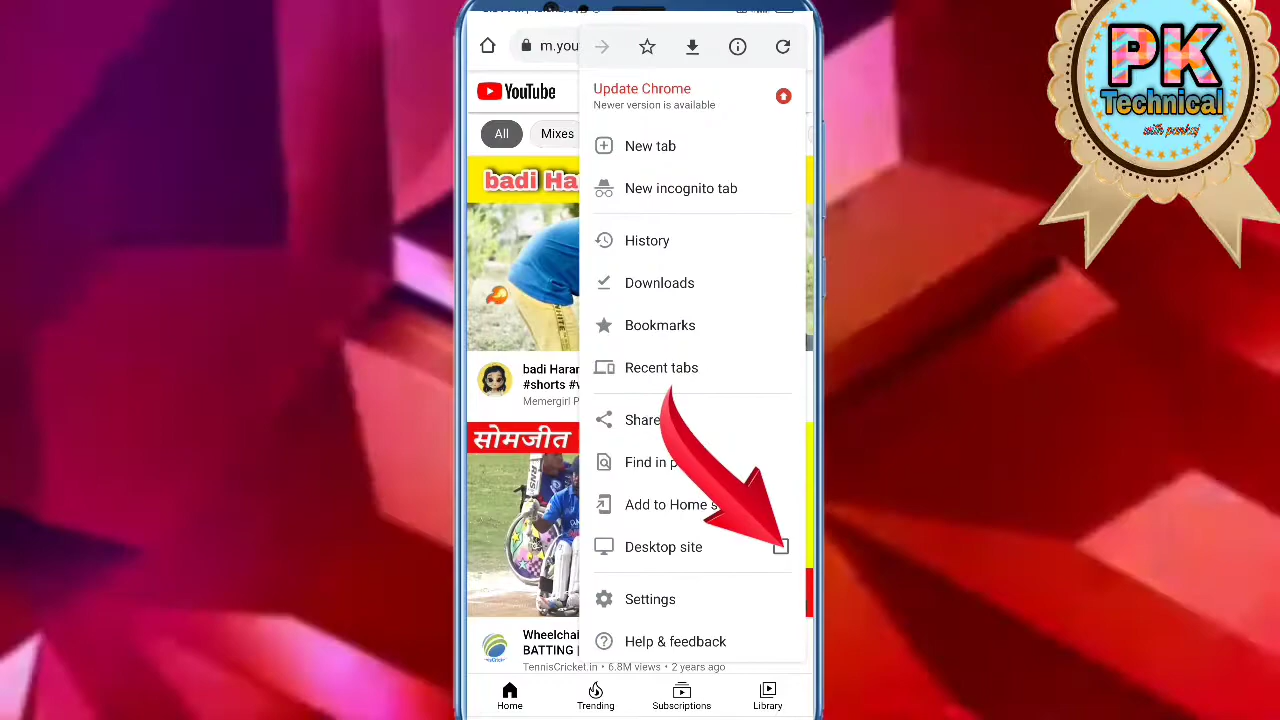 m.you
Update Chrome
Newer version is available
YouTube
All
Mixes
New tab
New incognito tab
badi Ha
History
Downloads
Bookmarks
Recent tabs
badi Haram
#shorts #v
Memergirl P
Share
सोमजीत
Find in p
RNS
Add to Home s
Desktop site
Settings
Wheelchai
BATTING |
Help & feedback
TennisCricket.in • 6.8M views • 2 years ago
Home
Trending
Subscriptions
Library
PK
Technical
with pankaj